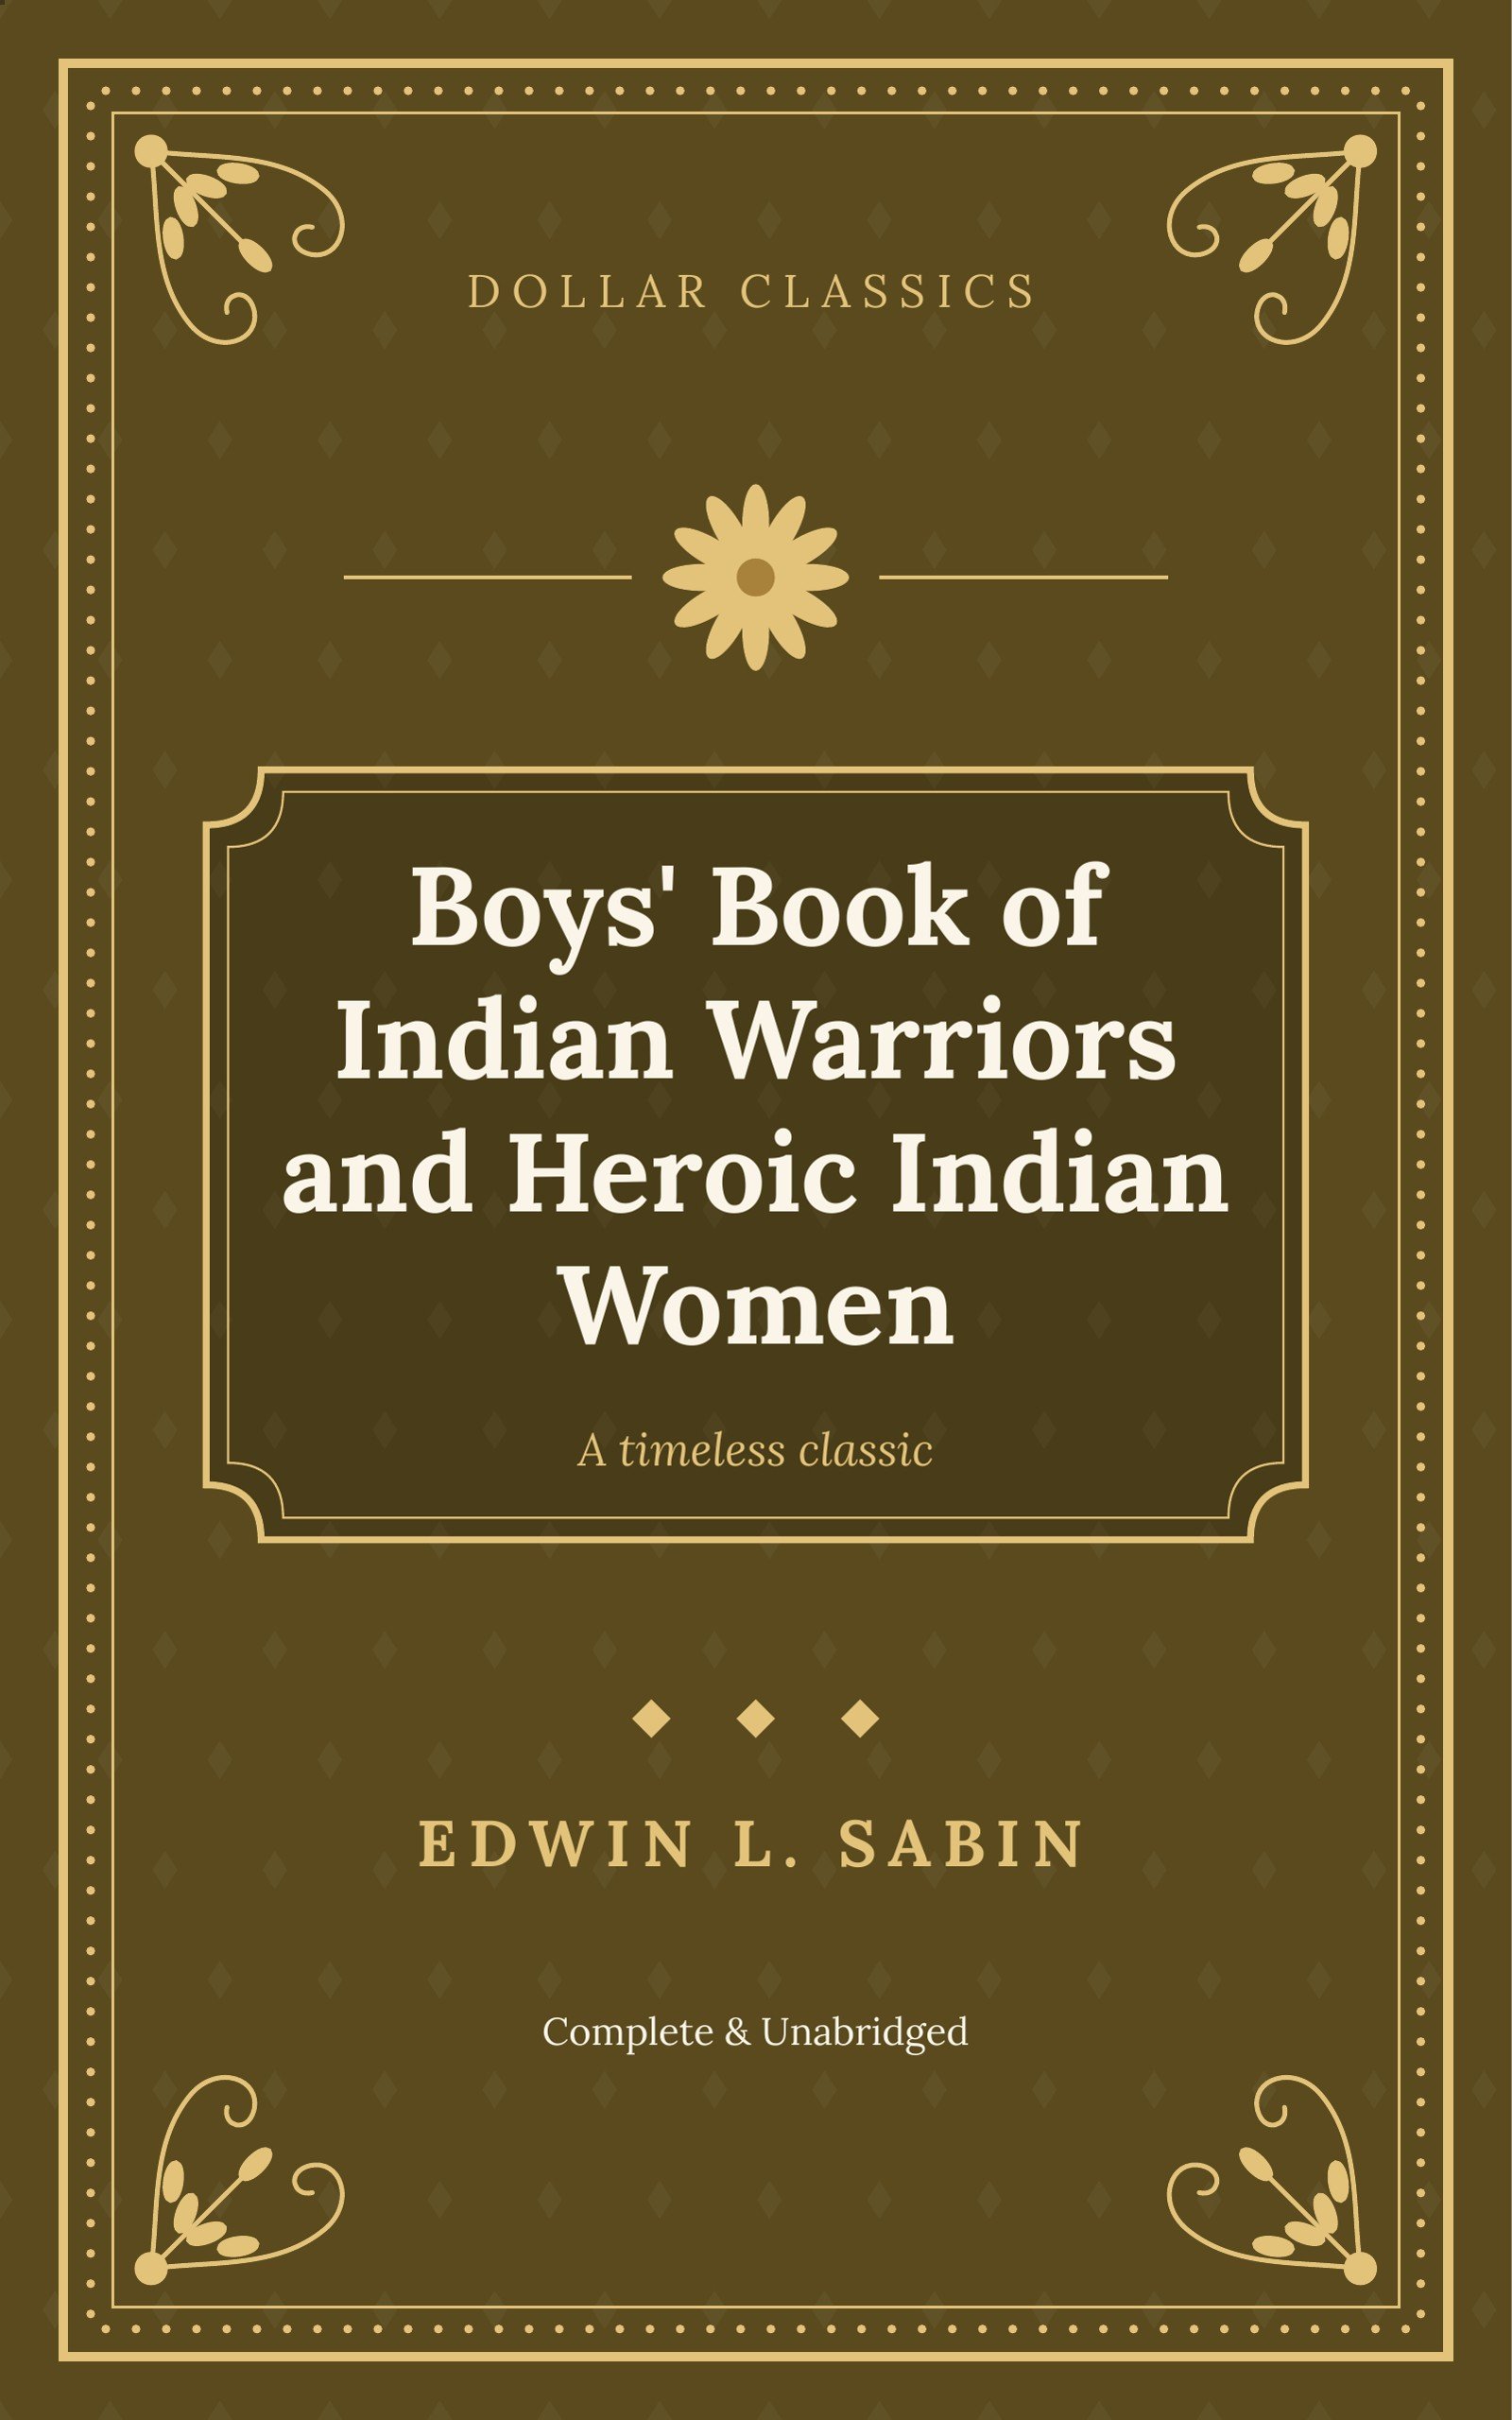 DOLLAR CLASSICS
Boys' Book of
Indian Warriors
and Heroic Indian
Women
A timeless classic
EDWIN L. SABIN
Complete & Unabridged